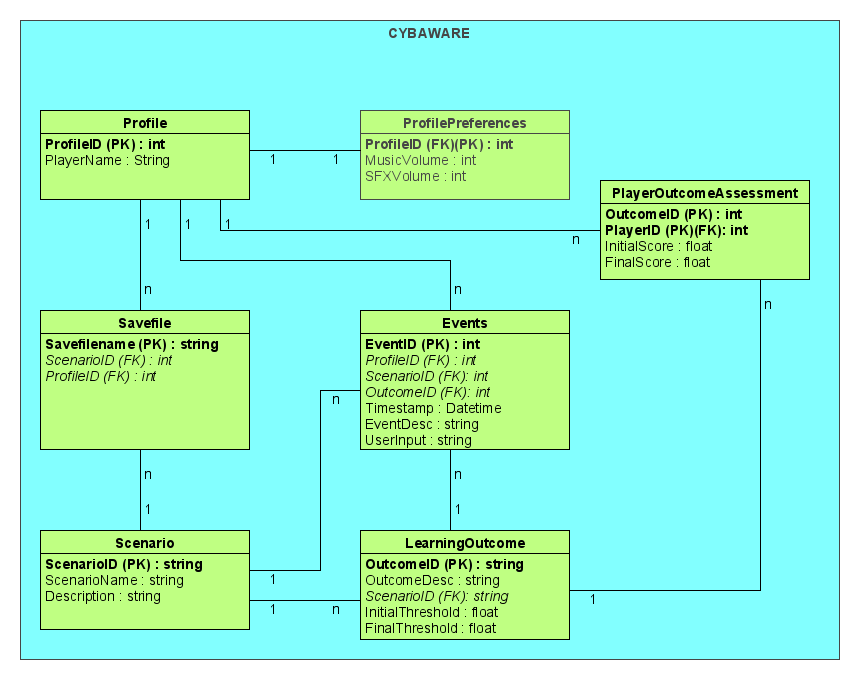 CYBAWARE
Profile
ProfileID (PK) : int
PlayerName : String
ProfilePreferences
ProfileID (FK)(PK) : int
MusicVolume : int
SFXVolume : int
1
1
PlayerOutcomeAssessment
OutcomeID (PK) : int
PlayerID (PK)(FK): int
InitialScore : float
FinalScore : float
1
1
1
n
n
n
n
Savefile
Savefilename (PK) : string
ScenarioID (FK) : int
ProfileID (FK) : int
Events
EventID (PK) : int
ProfileID (FK) : int
ScenarioID (FK): int
OutcomeID (FK): int
Timestamp : Datetime
EventDesc : string
UserInput : string
n
n
1
n
1
Scenario
ScenarioID (PK) : string
ScenarioName : string
Description : string
LearningOutcome
OutcomeID (PK) : string
OutcomeDesc : string
ScenarioID (FK): string
InitialThreshold : float
FinalThreshold : float
1
1
n
1